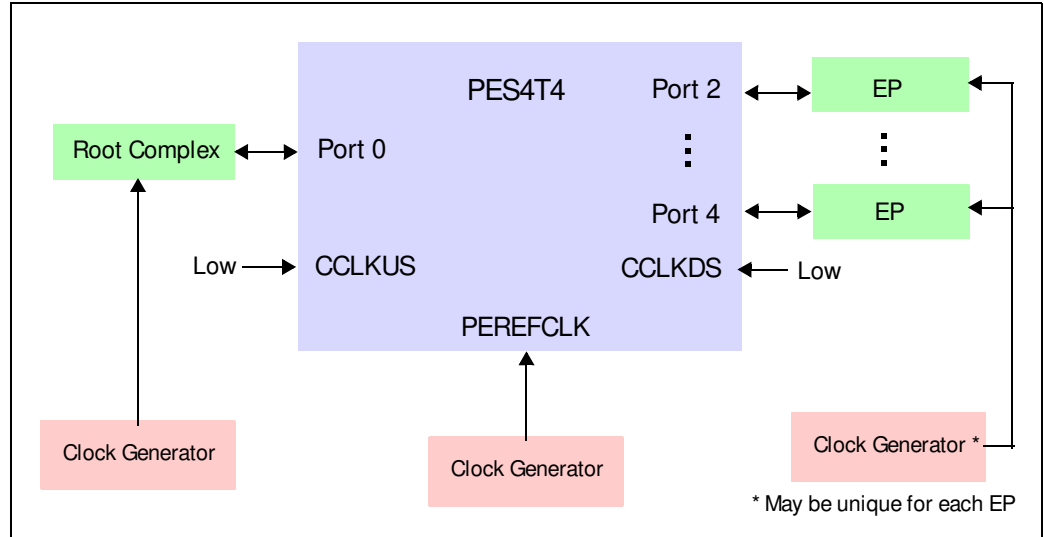 PES4T4
Port 2
EP
Root Complex
Port 0
Port 4
EP
Low
CCLKUS
CCLKDS
Low
PEREFCLK
Clock Generator
Clock Generator
Clock Generator *
* May be unique for each EP